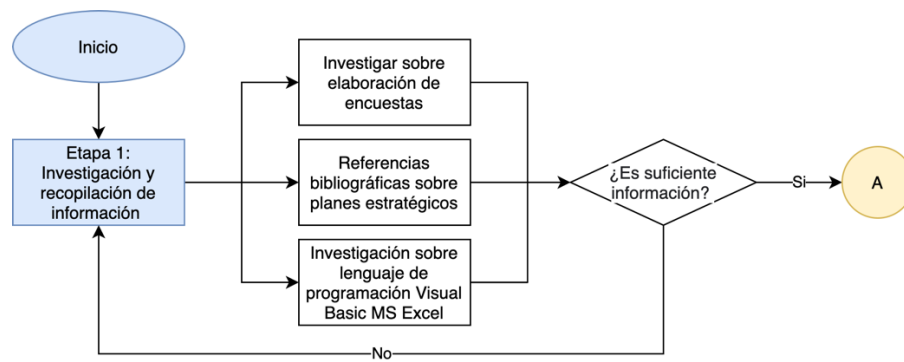 Inicio
Etapa 1:
Investigación y
recopilación de
información
Investigar sobre
elaboración de
encuestas
Referencias
bibliográficas sobre
planes estratégicos
Investigación sobre
lenguaje de
programación Visual
Basic MS Excel
¿Es suficiente
información?
Si
A
No